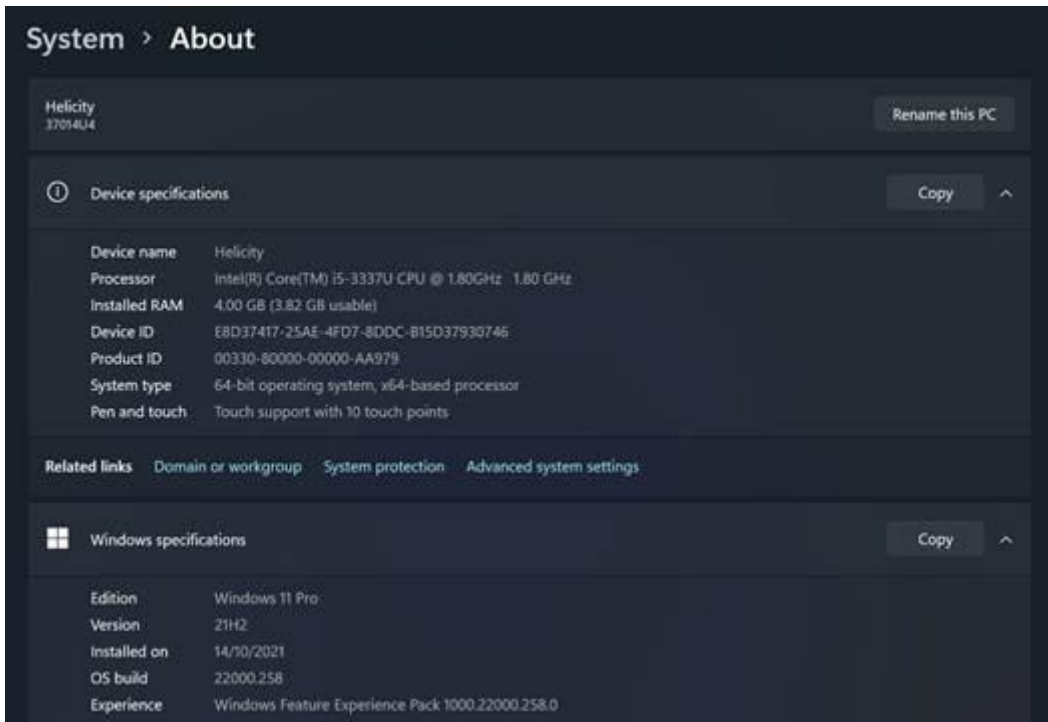 System > About
Helicity
37014U4
Rename this PC
Device specifications
Copy
Device name Helicity
Processor Intel(R) Core(TM) i5-3337U CPU @ 1.80GHz 1.80 GHz
Installed RAM 4.00 GB (3.82 GB usable)
Device ID E8D37417-25AE-4FD7-8DDC-B15D37930746
Product ID 00330-80000-00000-AA979
System type 64-bit operating system, x64-based processor
Pen and touch Touch support with 10 touch points
Related links Domain or workgroup System protection Advanced system settings
Windows specifications
Copy
Edition Windows 11 Pro
Version 21H2
Installed on 14/10/2021
OS build 22000.258
Experience Windows Feature Experience Pack 1000.22000.258.0